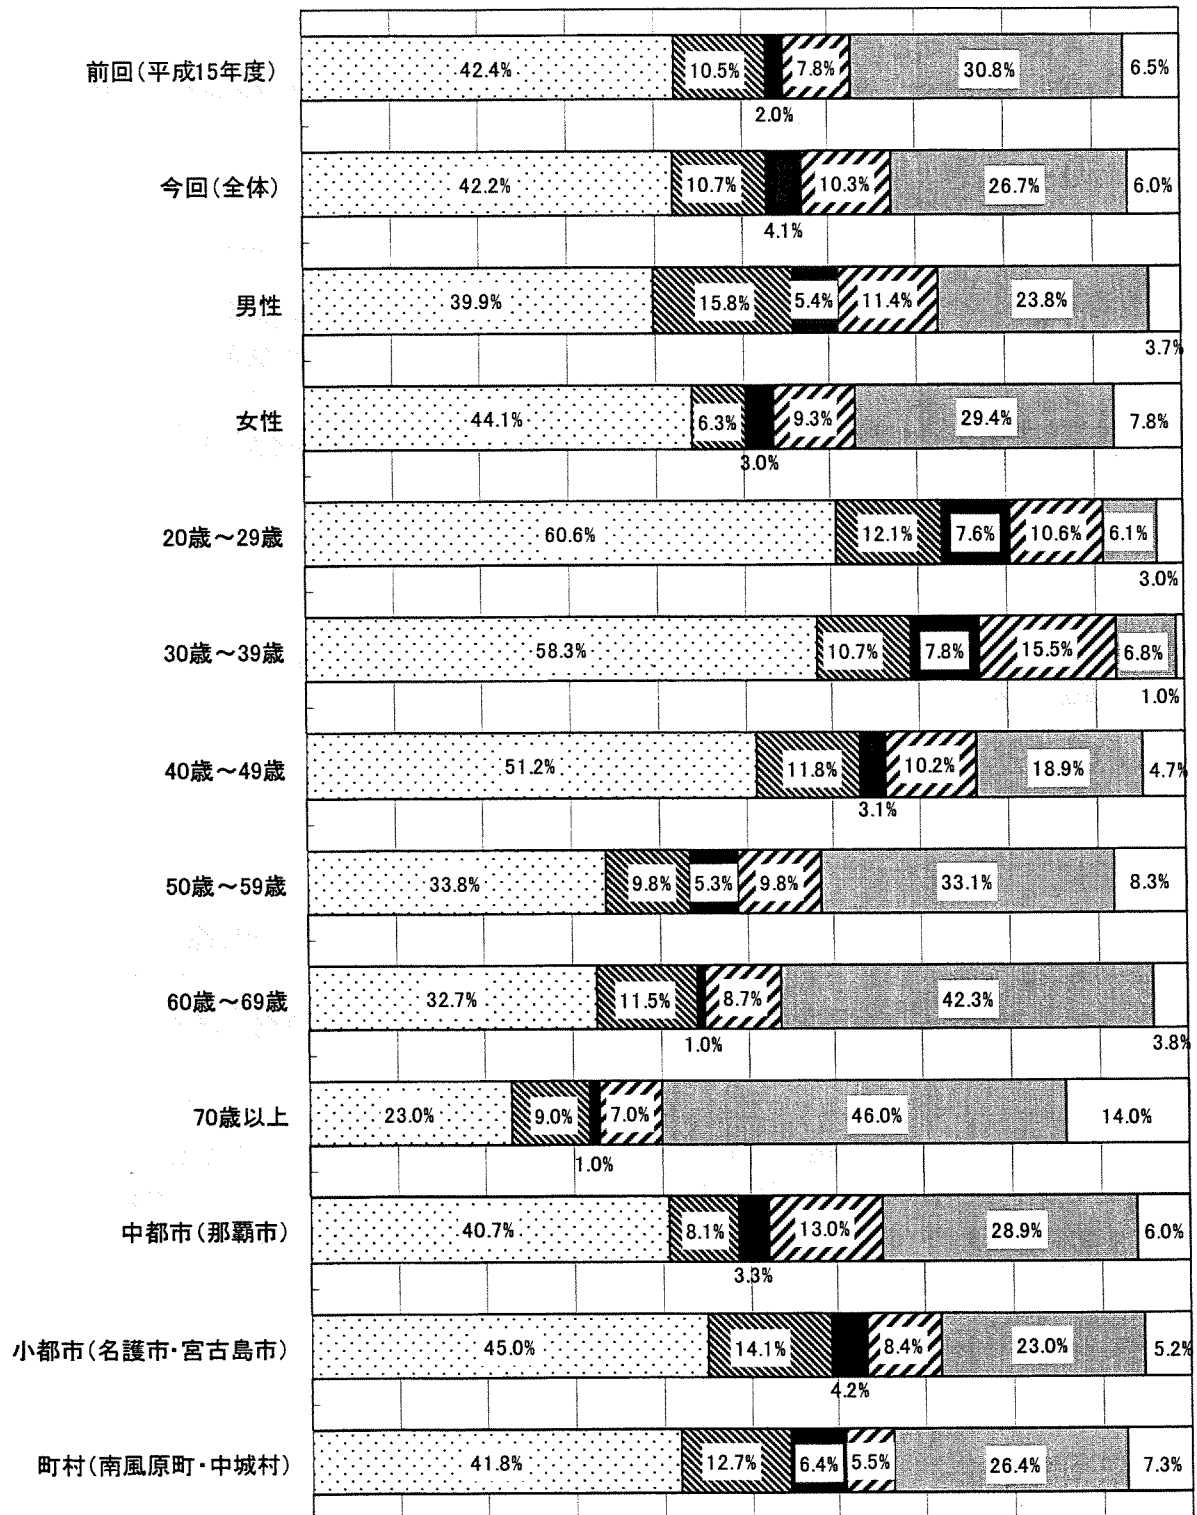 前回(平成15年度) 42.4% 10.5% 7.8% 30.8% 6.5%
2.0%
今回(全体) 42.2% 10.7% 10.3% 26.7% 6.0%
4.1%
男性 39.9% 15.8% 5.4% 11.4% 23.8%
3.7%
女性 44.1% 6.3% 9.3% 29.4% 7.8%
3.0%
20歳～29歳 60.6% 12.1% 7.6% 10.6% 6.1%
3.0%
30歳～39歳 58.3% 10.7% 7.8% 15.5% 6.8%
1.0%
40歳～49歳 51.2% 11.8% 10.2% 18.9% 4.7%
3.1%
50歳～59歳 33.8% 9.8% 5.3% 9.8% 33.1% 8.3%
60歳～69歳 32.7% 11.5% 8.7% 42.3%
1.0% 3.8%
70歳以上 23.0% 9.0% 7.0% 46.0% 14.0%
1.0%
中都市(那覇市) 40.7% 8.1% 13.0% 28.9% 6.0%
3.3%
小都市(名護市・宮古島市) 45.0% 14.1% 8.4% 23.0% 5.2%
4.2%
町村(南風原町・中城村) 41.8% 12.7% 6.4% 5.5% 26.4% 7.3%